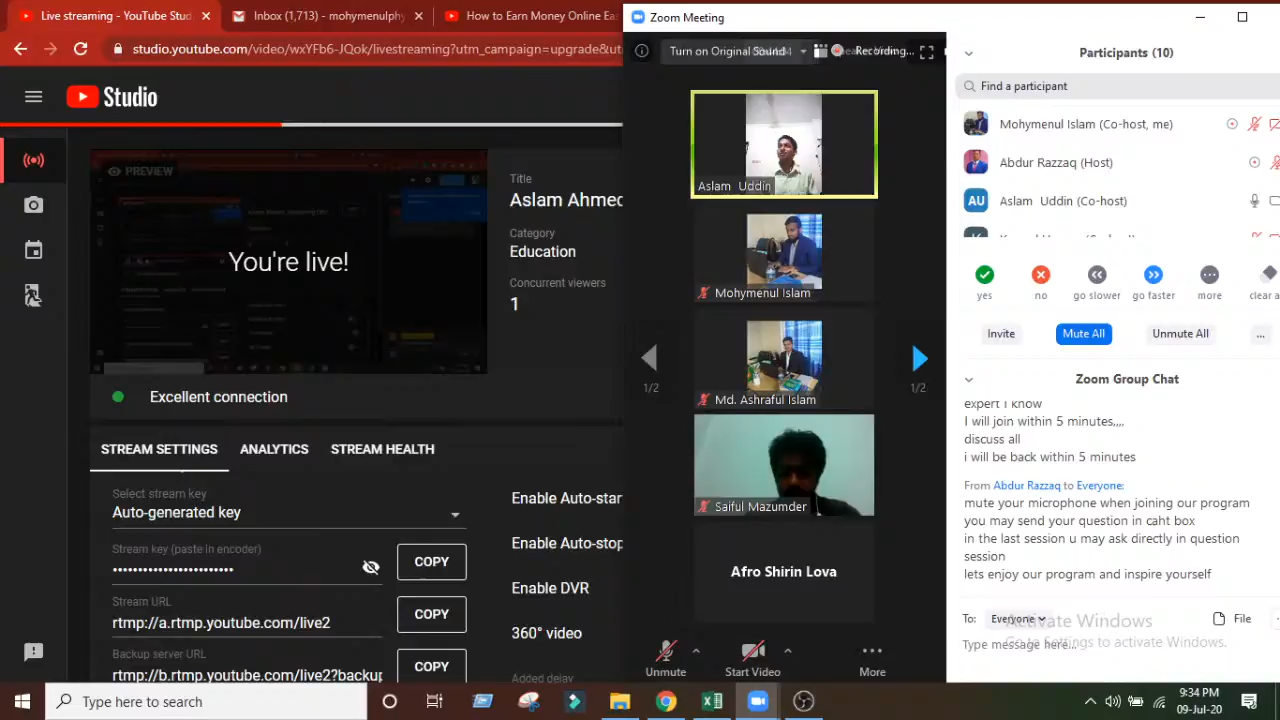 Live streaming - YouTube Stud
Inbox (1,713) - mohymenulphy
How to Earn Money Online Ea
Zoom Meeting
studio.youtube.com/video/wxYFb6-JQok/livestreaming?utm_campaign=upgrade&ut
Turn on Original Sound
Recording...
Participants (10)
Studio
Find a participant
Mohymenul Islam (Co-host, me)
Abdur Razzaq (Host)
AU
Aslam Uddin (Co-host)
PREVIEW
You're live!
Title
Aslam Ahmed
Category
Education
Concurrent viewers
1
Excellent connection
STREAM SETTINGS
ANALYTICS
STREAM HEALTH
Select stream key
Auto-generated key
Stream key (paste in encoder)
COPY
Stream URL
rtmp://a.rtmp.youtube.com/live2
COPY
Backup server URL
rtmp://b.rtmp.youtube.com/live2?backup
COPY
Enable Auto-star
Enable Auto-stop
Enable DVR
360° video
Added delay
Aslam Uddin
Mohymenul Islam
Md. Ashraful Islam
Saiful Mazumder
Afro Shirin Lova
1/2
1/2
Unmute
Start Video
More
yes
no
go slower
go faster
more
clear a
Invite
Mute All
Unmute All
...
Zoom Group Chat
expert I know
I will join within 5 minutes,,,,
discuss all
i will be back within 5 minutes
From Abdur Razzaq to Everyone:
mute your microphone when joining our program
you may send your question in caht box
in the last session u may ask directly in question
session
lets enjoy our program and inspire yourself
To:
Everyone
File
Activate Windows
Go to Settings to activate Windows.
Type message here...
Type here to search
9:34 PM
09-Jul-20